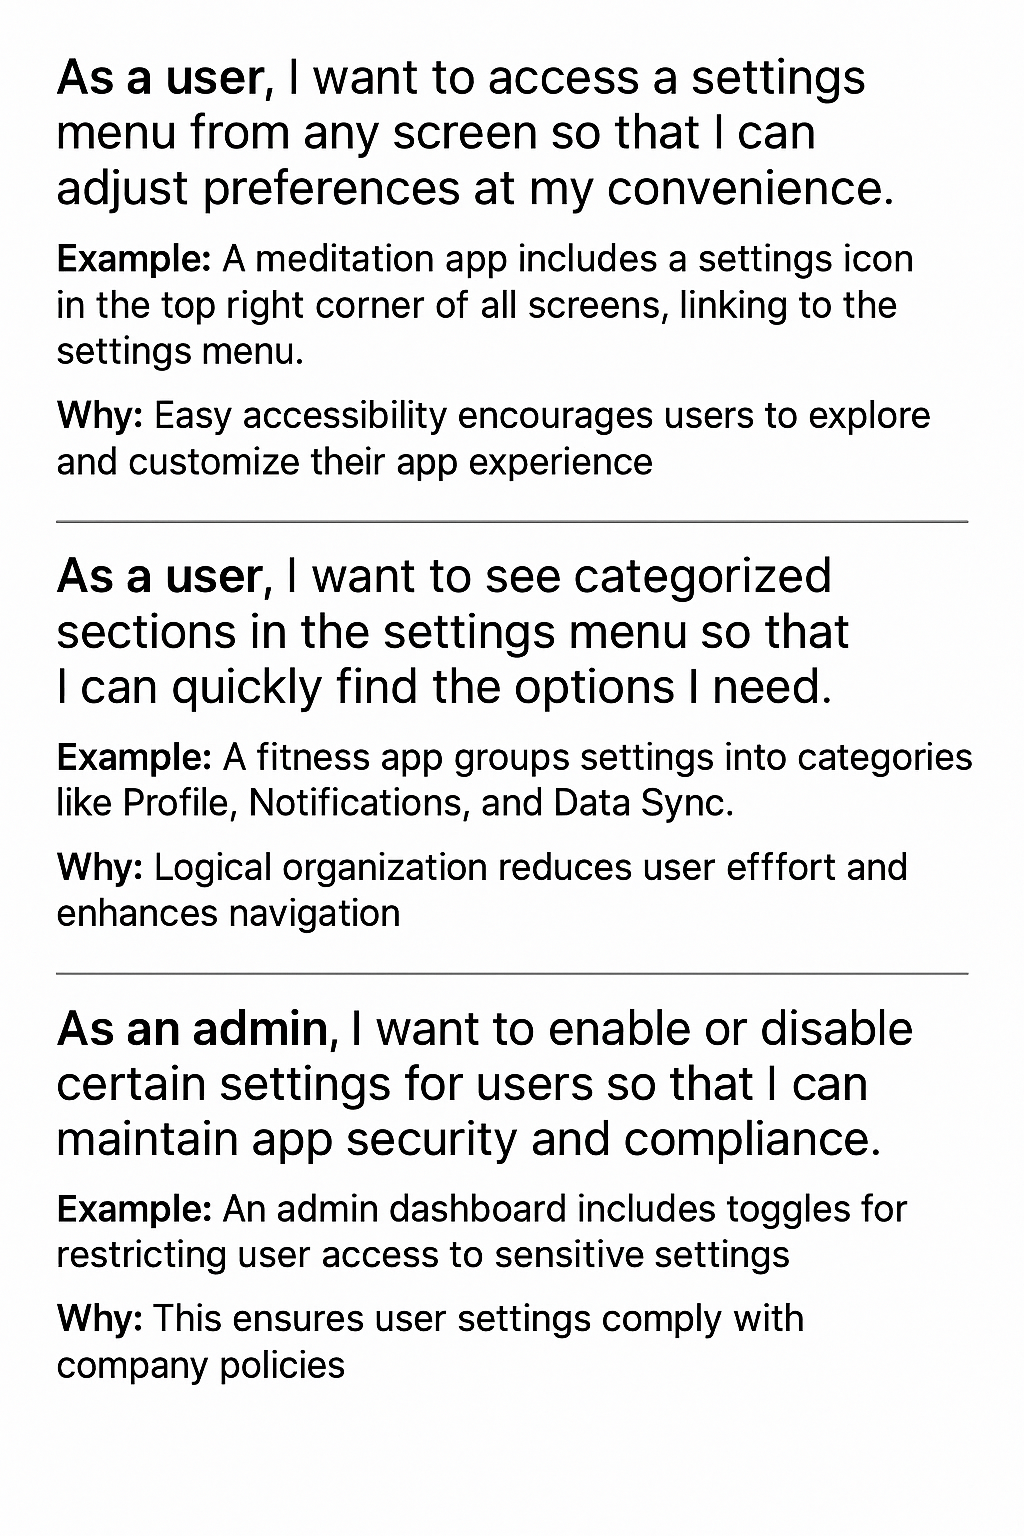 As a user, I want to access a settings
menu from any screen so that I can
adjust preferences at my convenience.
Example: A meditation app includes a settings icon
in the top right corner of all screens, linking to the
settings menu.
Why: Easy accessibility encourages users to explore
and customize their app experience
As a user, I want to see categorized
sections in the settings menu so that
I can quickly find the options I need.
Example: A fitness app groups settings into categories
like Profile, Notifications, and Data Sync.
Why: Logical organization reduces user efffort and
enhances navigation
As an admin, I want to enable or disable
certain settings for users so that I can
maintain app security and compliance.
Example: An admin dashboard includes toggles for
restricting user access to sensitive settings
Why: This ensures user settings comply with
company policies